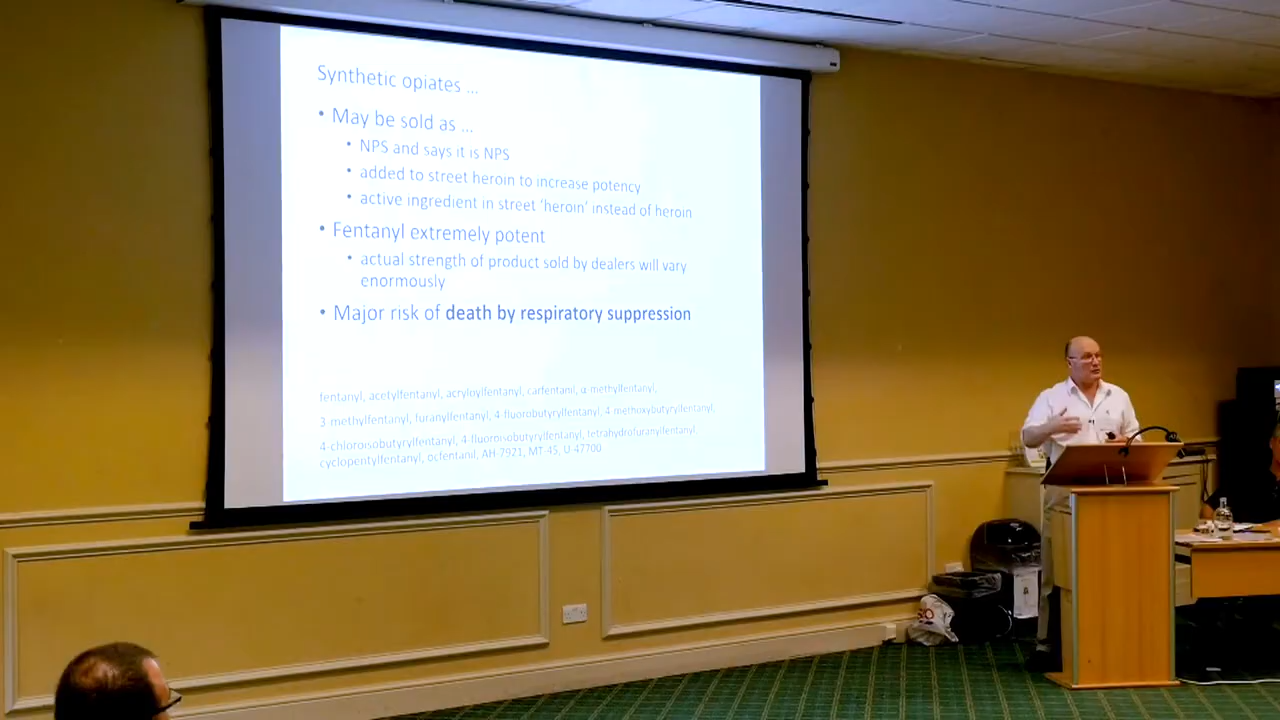 Synthetic opiates ...
• May be sold as ...
• NPS and says it is NPS
• added to street heroin to increase potency
• active ingredient in street 'heroin' instead of heroin
• Fentanyl extremely potent
• actual strength of product sold by dealers will vary
enormously
• Major risk of death by respiratory suppression
fentanyl, acetylfentanyl, acryloylfentanyl, carfentanil, α-methylfentanyl,
3-methylfentanyl, furanylfentanyl, 4-fluorobutyrylfentanyl, 4-methoxybutyrylfentanyl,
4-chloroisobutyrylfentanyl, 4-fluoroisobutyrylfentanyl, tetrahydrofuranylfentanyl,
cyclopentylfentanyl, ocfentanil, AH-7921, MT-45, U-47700